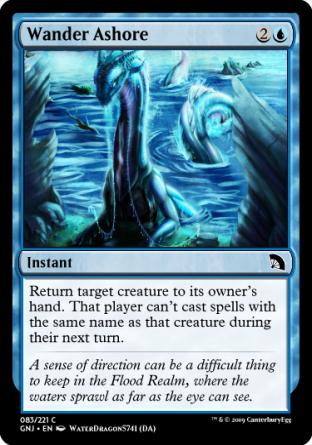 Wander Ashore 2
Instant
Return target creature to its owner's
hand. That player can't cast spells with
the same name as that creature during
their next turn.
A sense of direction can be a difficult thing
to keep in the Flood Realm, where the
waters sprawl as far as the eye can see.
083/221 C
GNJ • EN WaterDragon5741 (DA)
™ & © 2019 CanterburyEgg